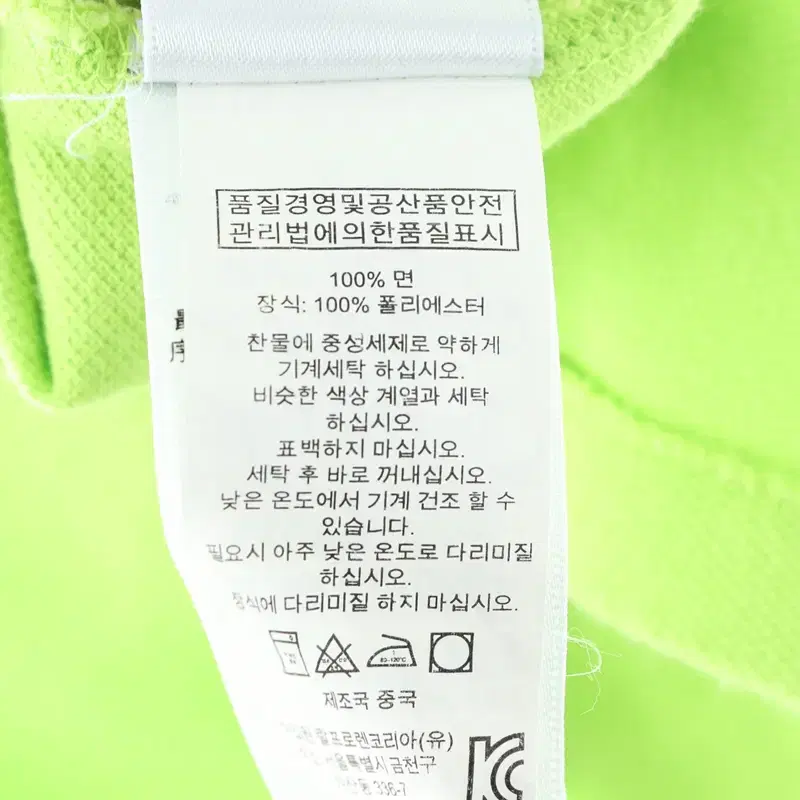 품질경영및공산품안전
관리법에의한품질표시
100% 면
장식: 100% 폴리에스터
찬물에 중성세제로 약하게
기계세탁 하십시오.
비슷한 색상 계열과 세탁
하십시오.
표백하지 마십시오.
세탁 후 바로 꺼내십시오.
낮은 온도에서 기계 건조 할 수
있습니다.
필요시 아주 낮은 온도로 다리미질
하십시오.
장식에 다리미질 하지 마십시오.
80~120°C
제조국 중국
랄프로렌코리아(유)
서울특별시금천구
가산동 336-7